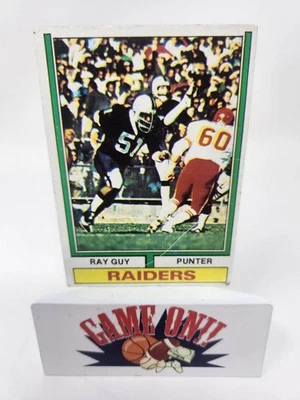 51
60
RAY GUY PUNTER
RAIDERS
GAME ON!!